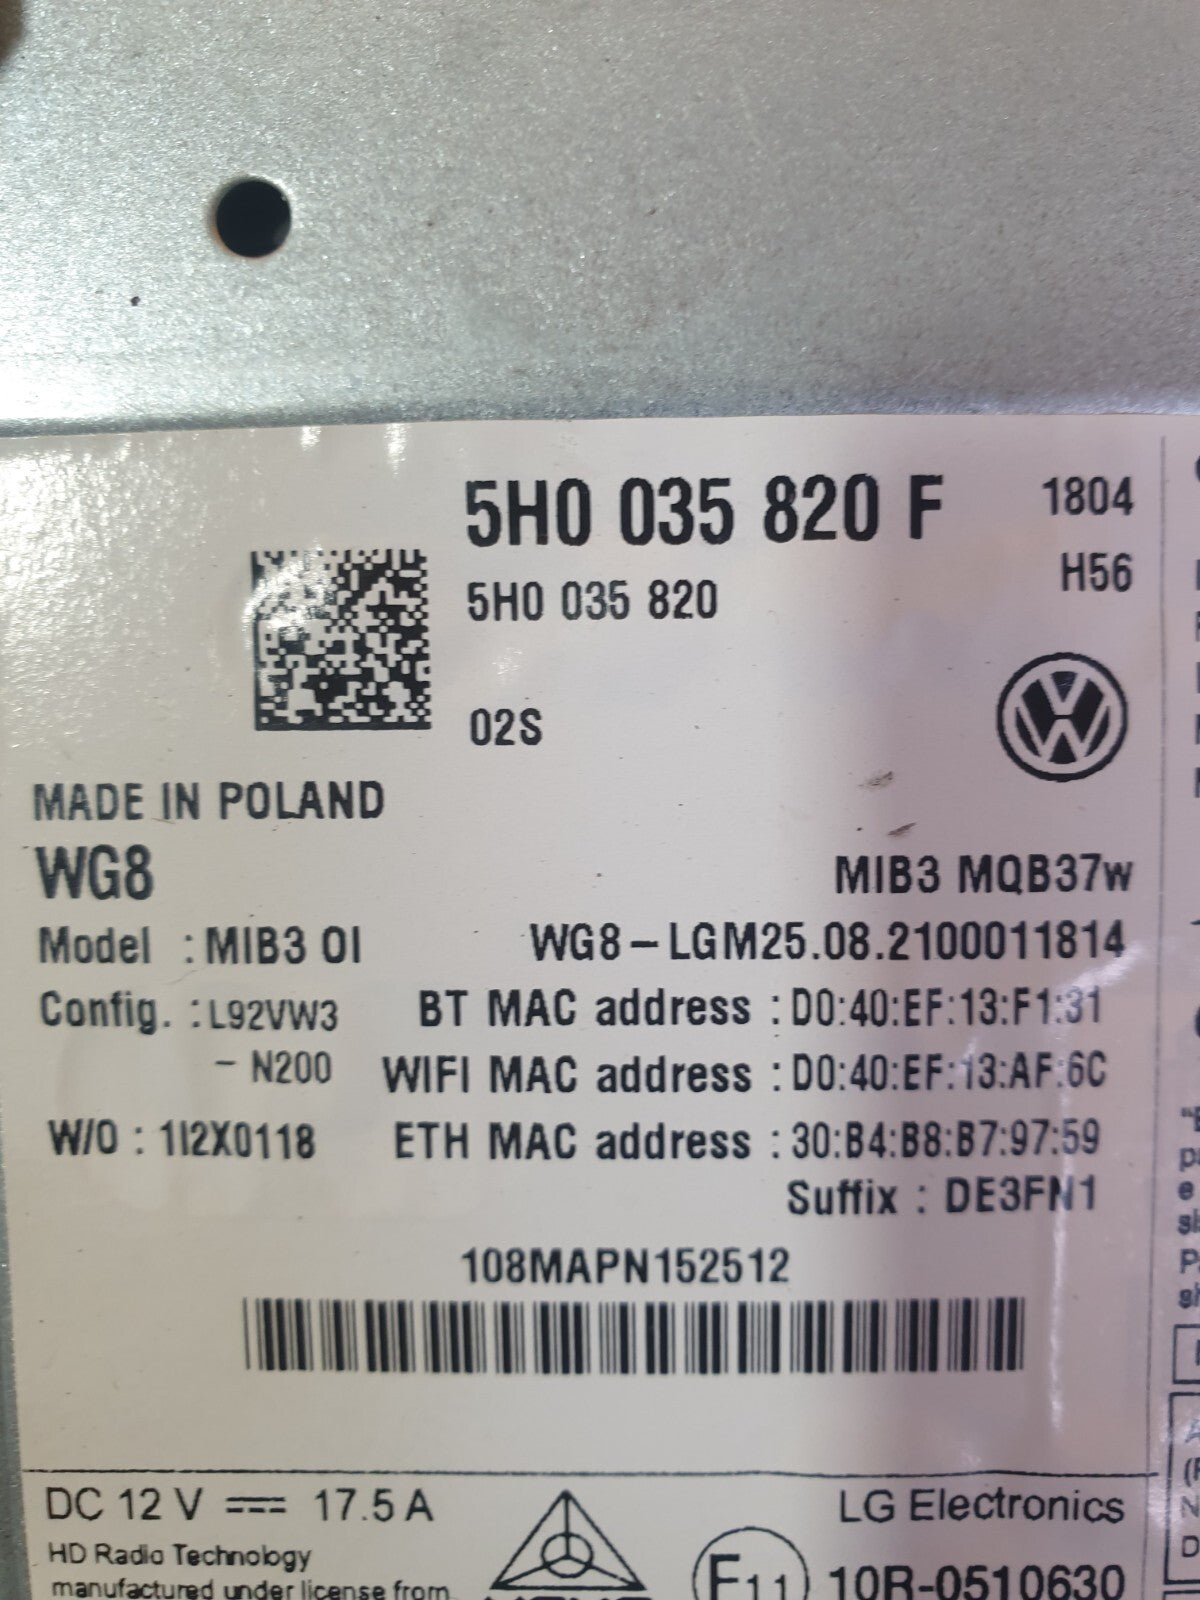 5H0 035 820 F 1804
5H0 035 820 H56
02S
MADE IN POLAND
WG8 MIB3 MQB37w
Model : MIB3 OI WG8-LGM25.08.2100011814
Config. : L92VW3 BT MAC address : D0:40:EF:13:F1:31
- N200 WIFI MAC address : D0:40:EF:13:AF:6C
W/O : 1I2X0118 ETH MAC address : 30:B4:B8:B7:97:59
Suffix : DE3FN1
108MAPN152512
DC 12 V 17.5 A LG Electronics
HD Radio Technology
manufactured under license from E11 10R-0510630